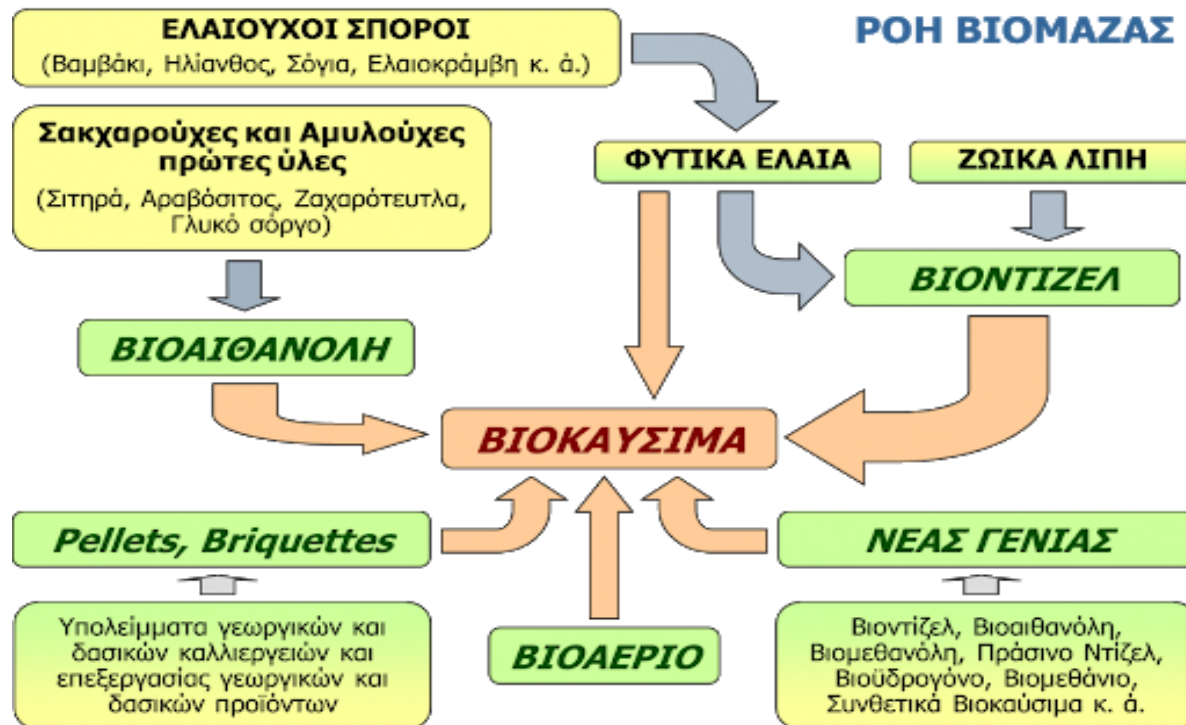 ΡΟΗ ΒΙΟΜΑΖΑΣ
ΕΛΑΙΟΥΧΟΙ ΣΠΟΡΟΙ
(Βαμβάκι, Ηλίανθος, Σόγια, Ελαιοκράμβη κ. ά.)
Σακχαρούχες και Αμυλούχες
πρώτες ύλες
(Σιτηρά, Αραβόσιτος, Ζαχαρότευτλα,
Γλυκό σόργο)
ΦΥΤΙΚΑ ΕΛΑΙΑ
ΖΩΙΚΑ ΛΙΠΗ
ΒΙΟΝΤΙΖΕΛ
ΒΙΟΑΙΘΑΝΟΛΗ
ΒΙΟΚΑΥΣΙΜΑ
Pellets, Briquettes
ΝΕΑΣ ΓΕΝΙΑΣ
Υπολείμματα γεωργικών και
δασικών καλλιεργειών και
επεξεργασίας γεωργικών και
δασικών προϊόντων
ΒΙΟΑΕΡΙΟ
Βιοντίζελ, Βιοαιθανόλη,
Βιομεθανόλη, Πράσινο Ντίζελ,
Βιοϋδρογόνο, Βιομεθάνιο,
Συνθετικά Βιοκαύσιμα κ. ά.